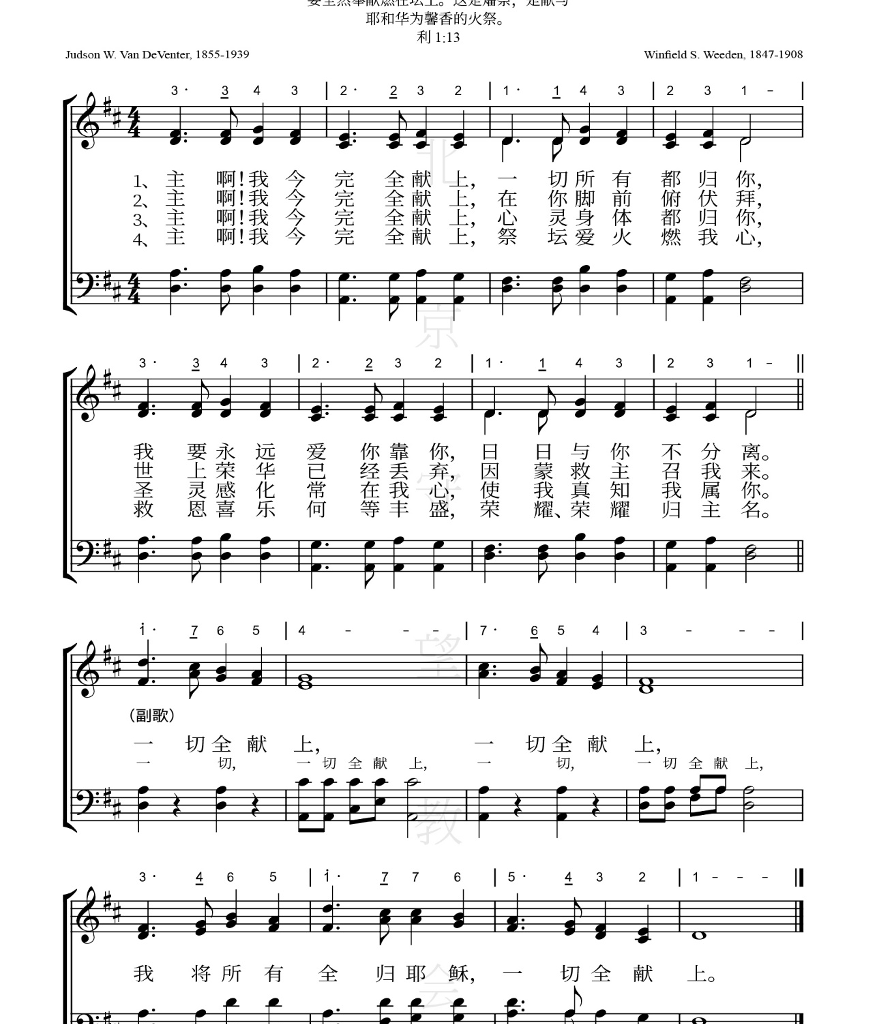 要全然奉献燃在坛上。这是燔祭，是献与
耶和华为馨香的火祭。
利 1:13
Judson W. Van DeVenter, 1855-1939
Winfield S. Weeden, 1847-1908
3 · 3 4 3 2 · 2 3 2 1 · 1 4 3 2 3 1 –
1、主 啊！我 今 完 全 献 上， 一 切 所 有 都 归 你，
2、主 啊！我 今 完 全 献 上， 在 你 脚 前 俯 伏 拜，
3、主 啊！我 今 完 全 献 上， 心 灵 身 体 都 归 你，
4、主 啊！我 今 完 全 献 上， 祭 坛 爱 火 燃 我 心，
3 · 3 4 3 2 · 2 3 2 1 · 1 4 3 2 3 1 –
我 要 永 远 爱 你 靠 你， 日 日 与 你 不 分 离。
世 上 荣 华 已 经 丢 弃， 因 蒙 救 主 召 我 来。
圣 灵 感 化 常 在 我 心， 使 我 真 知 我 属 你。
救 恩 喜 乐 何 等 丰 盛， 荣 耀、荣 耀 归 主 名。
1 · 7 6 5 4 – – – 7 · 6 5 4 3 – – –
（副歌）
一 切 全 献 上， 一 切 全 献 上，
一 切， 一 切 全 献 上， 一 切， 一 切 全 献 上，
3 · 4 6 5 1 · 7 7 6 5 · 4 3 2 1 – – –
我 将 所 有 全 归 耶 稣， 一 切 全 献 上。
北京守望教会